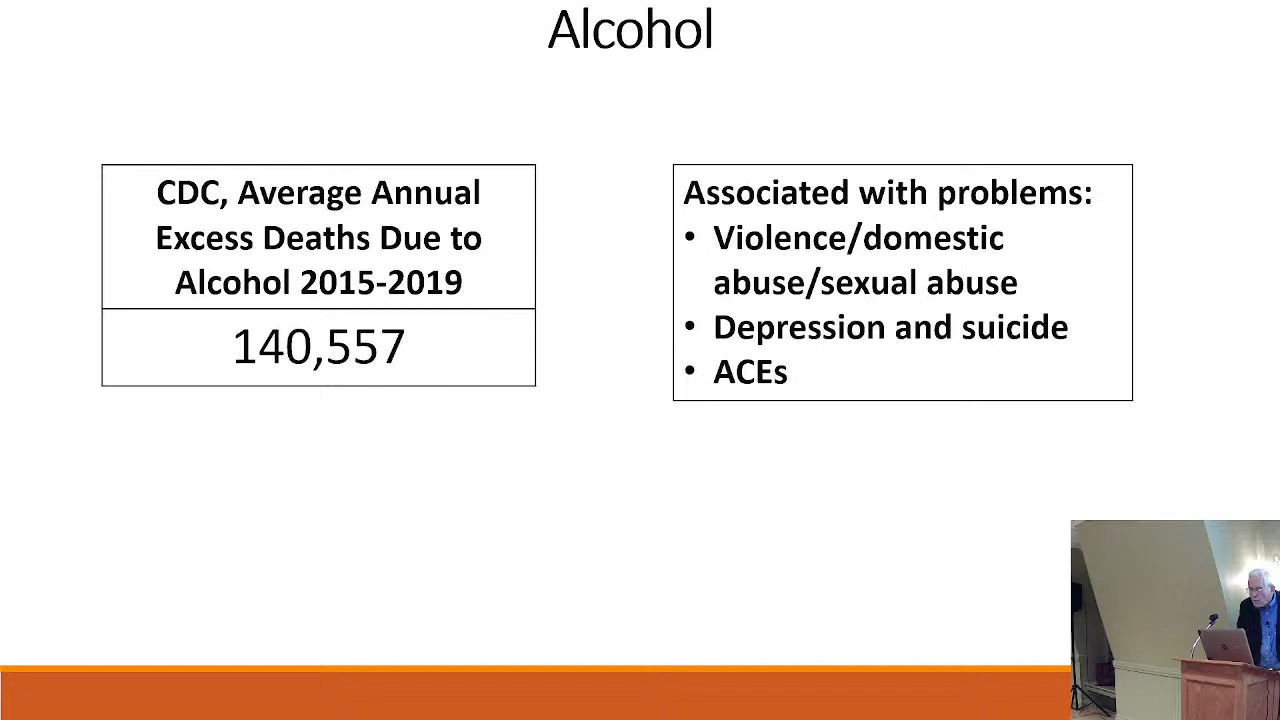 Alcohol
CDC, Average Annual
Excess Deaths Due to
Alcohol 2015-2019
140,557
Associated with problems:
• Violence/domestic
abuse/sexual abuse
• Depression and suicide
• ACEs